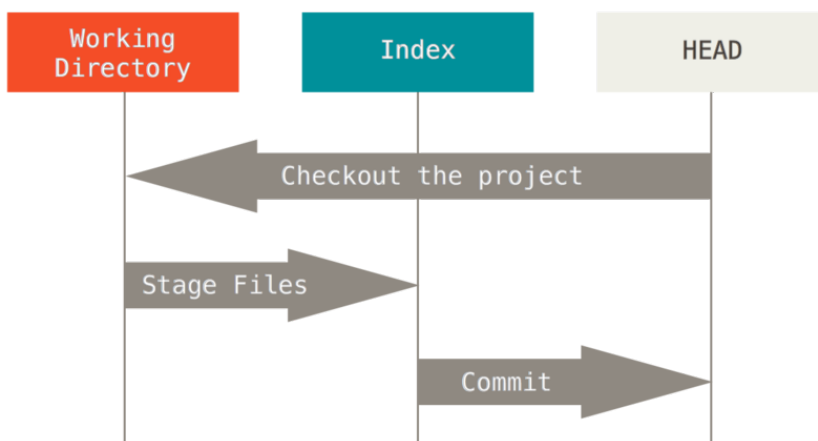 Working
Directory
Index
HEAD
Checkout the project
Stage Files
Commit